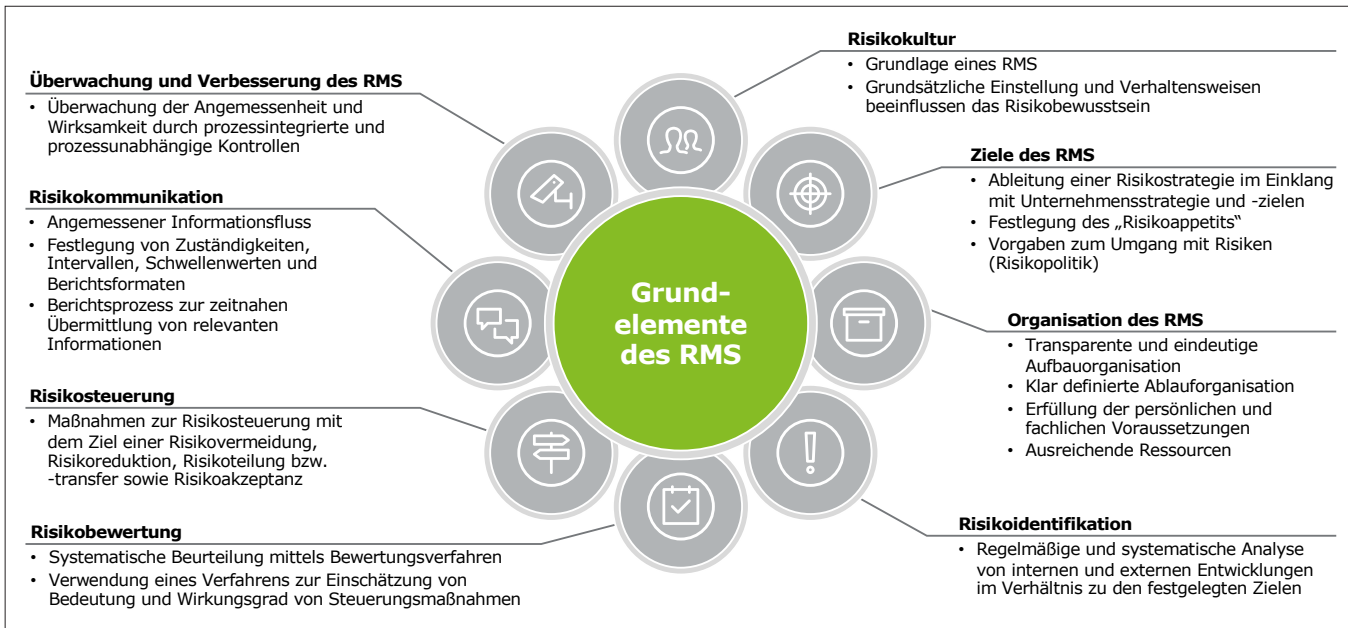 Risikokultur
• Grundlage eines RMS
• Grundsätzliche Einstellung und Verhaltensweisen
beeinflussen das Risikobewusstsein
Ziele des RMS
• Ableitung einer Risikostrategie im Einklang
mit Unternehmensstrategie und -zielen
• Festlegung des „Risikoappetits“
• Vorgaben zum Umgang mit Risiken
(Risikopolitik)
Organisation des RMS
• Transparente und eindeutige
Aufbauorganisation
• Klar definierte Ablauforganisation
• Erfüllung der persönlichen und
fachlichen Voraussetzungen
• Ausreichende Ressourcen
Risikoidentifikation
• Regelmäßige und systematische Analyse
von internen und externen Entwicklungen
im Verhältnis zu den festgelegten Zielen
Risikobewertung
• Systematische Beurteilung mittels Bewertungsverfahren
• Verwendung eines Verfahrens zur Einschätzung von
Bedeutung und Wirkungsgrad von Steuerungsmaßnahmen
Risikosteuerung
• Maßnahmen zur Risikosteuerung mit
dem Ziel einer Risikovermeidung,
Risikoreduktion, Risikoteilung bzw.
-transfer sowie Risikoakzeptanz
Risikokommunikation
• Angemessener Informationsfluss
• Festlegung von Zuständigkeiten,
Intervallen, Schwellenwerten und
Berichtsformaten
• Berichtsprozess zur zeitnahen
Übermittlung von relevanten
Informationen
Überwachung und Verbesserung des RMS
• Überwachung der Angemessenheit und
Wirksamkeit durch prozessintegrierte und
prozessunabhängige Kontrollen
Grund-
elemente
des RMS